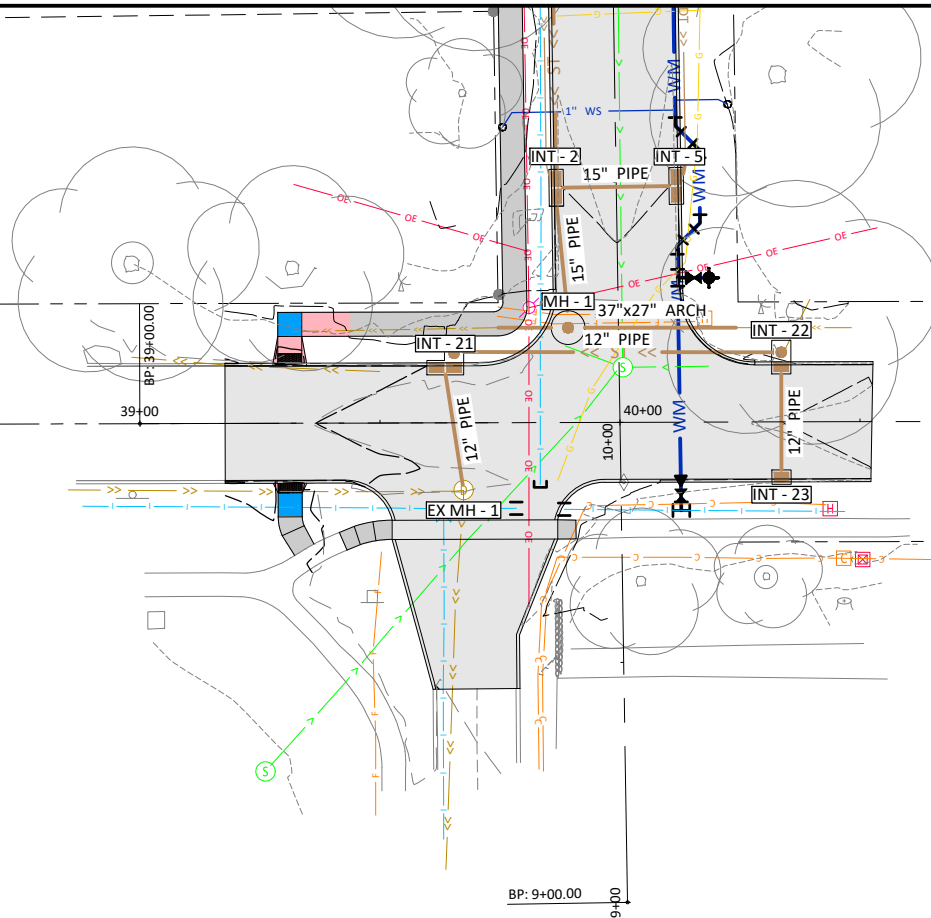 OE
G
ST
WM
1" WS
INT - 2
INT - 5
15" PIPE
WM
OE
OE
OE
OE
15" PIPE
MH - 1
37"x27" ARCH
INT - 21
12" PIPE
INT - 22
BP: 39+00.00
S
39+00
40+00
10+00
WM
12" PIPE
12" PIPE
OE
G
D
EX MH - 1
INT - 23
H
C
C
C
F
F
S
BP: 9+00.00
9+00